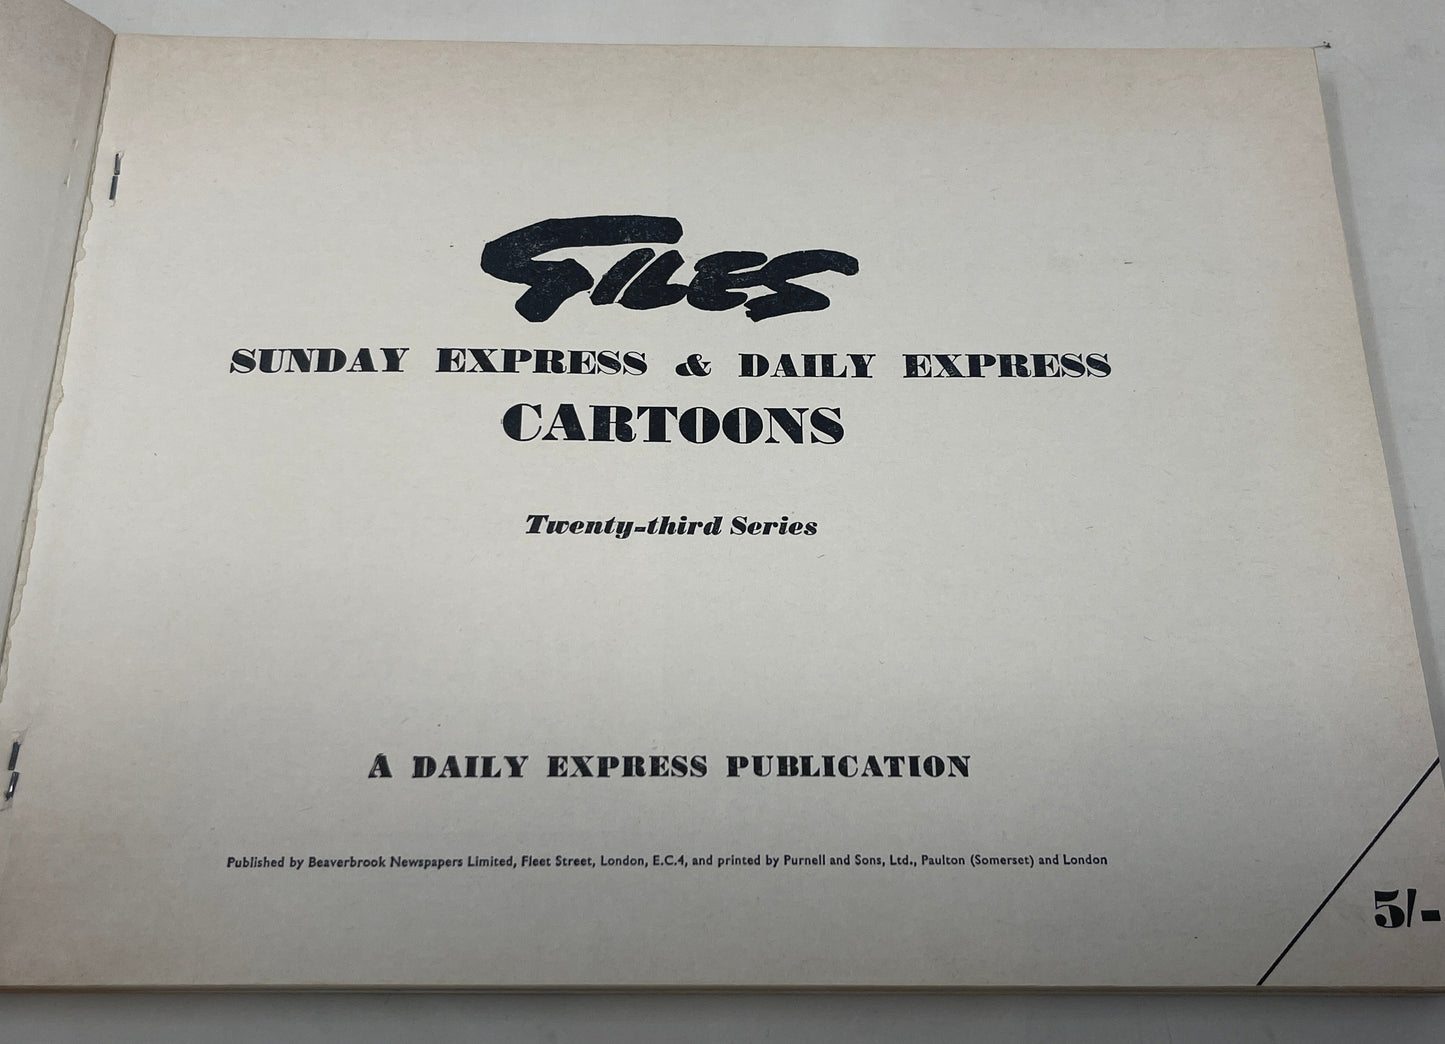 GILES
SUNDAY EXPRESS & DAILY EXPRESS
CARTOONS
Twenty-third Series
A DAILY EXPRESS PUBLICATION
Published by Beaverbrook Newspapers Limited, Fleet Street, London, E.C.4, and printed by Purnell and Sons, Ltd., Paulton (Somerset) and London
5/-